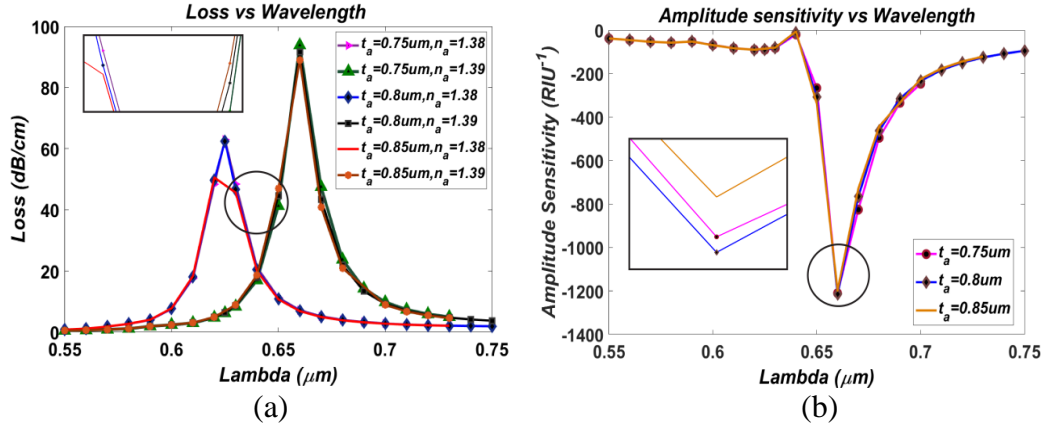 Loss vs Wavelength
100
80
60
40
20
0
Loss (dB/cm)
t_a=0.75um,n_a=1.38
t_a=0.75um,n_a=1.39
t_a=0.8um,n_a=1.38
t_a=0.8um,n_a=1.39
t_a=0.85um,n_a=1.38
t_a=0.85um,n_a=1.39
0.55 0.6 0.65 0.7 0.75
Lambda (μm)
(a)
Amplitude sensitivity vs Wavelength
0
-200
-400
-600
-800
-1000
-1200
-1400
Amplitude Sensitivity (RIU⁻¹)
t_a=0.75um
t_a=0.8um
t_a=0.85um
0.55 0.6 0.65 0.7 0.75
Lambda (μm)
(b)